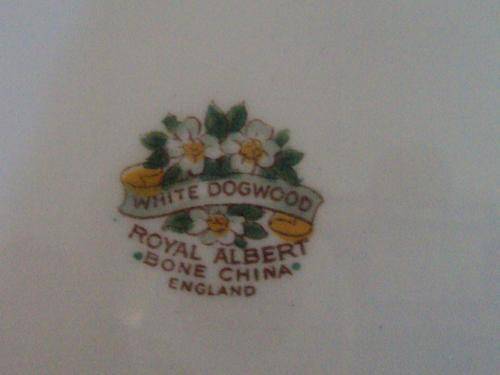 WHITE DOGWOOD
ROYAL ALBERT
BONE CHINA
ENGLAND